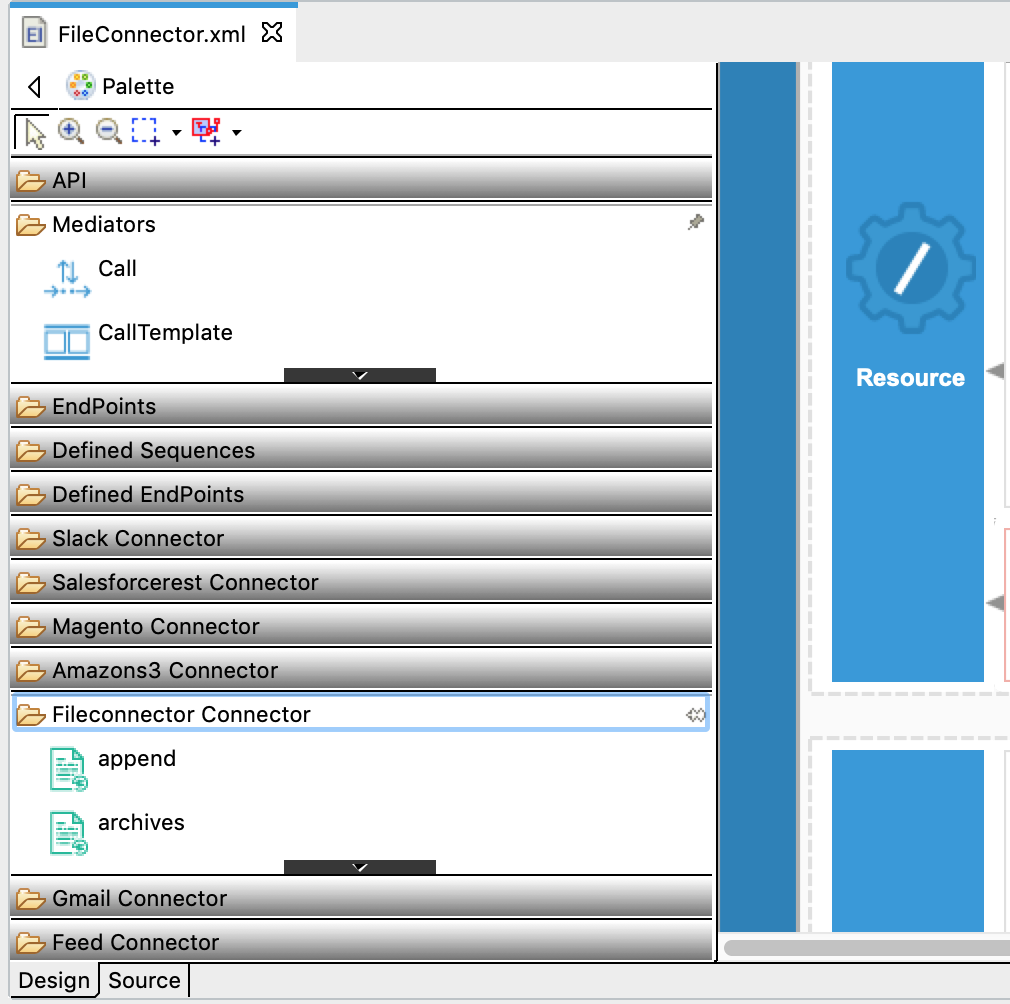 EI FileConnector.xml
Palette
API
Mediators
Call
CallTemplate
EndPoints
Defined Sequences
Defined EndPoints
Slack Connector
Salesforcerest Connector
Magento Connector
Amazons3 Connector
Fileconnector Connector
append
archives
Gmail Connector
Feed Connector
Design Source
Resource